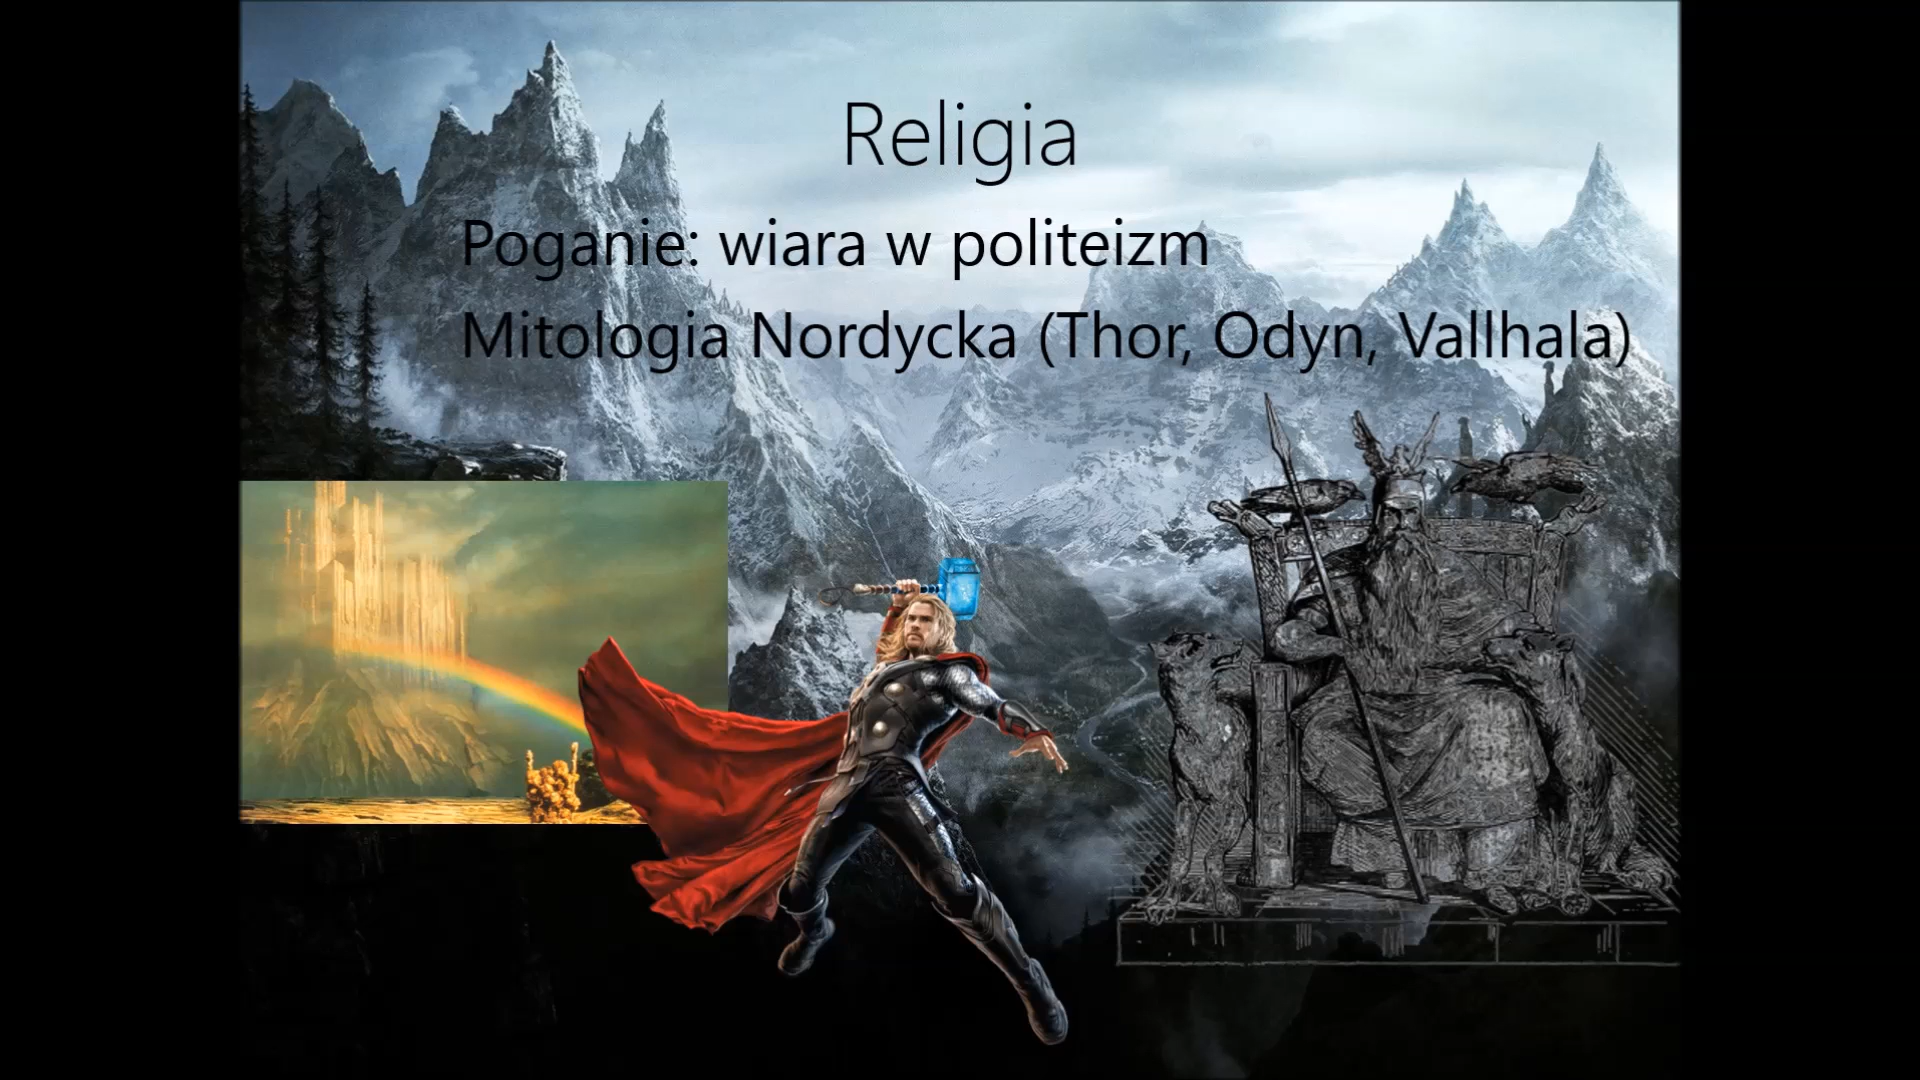 Religia
Poganie: wiara w politeizm
Mitologia Nordycka (Thor, Odyn, Vallhala)